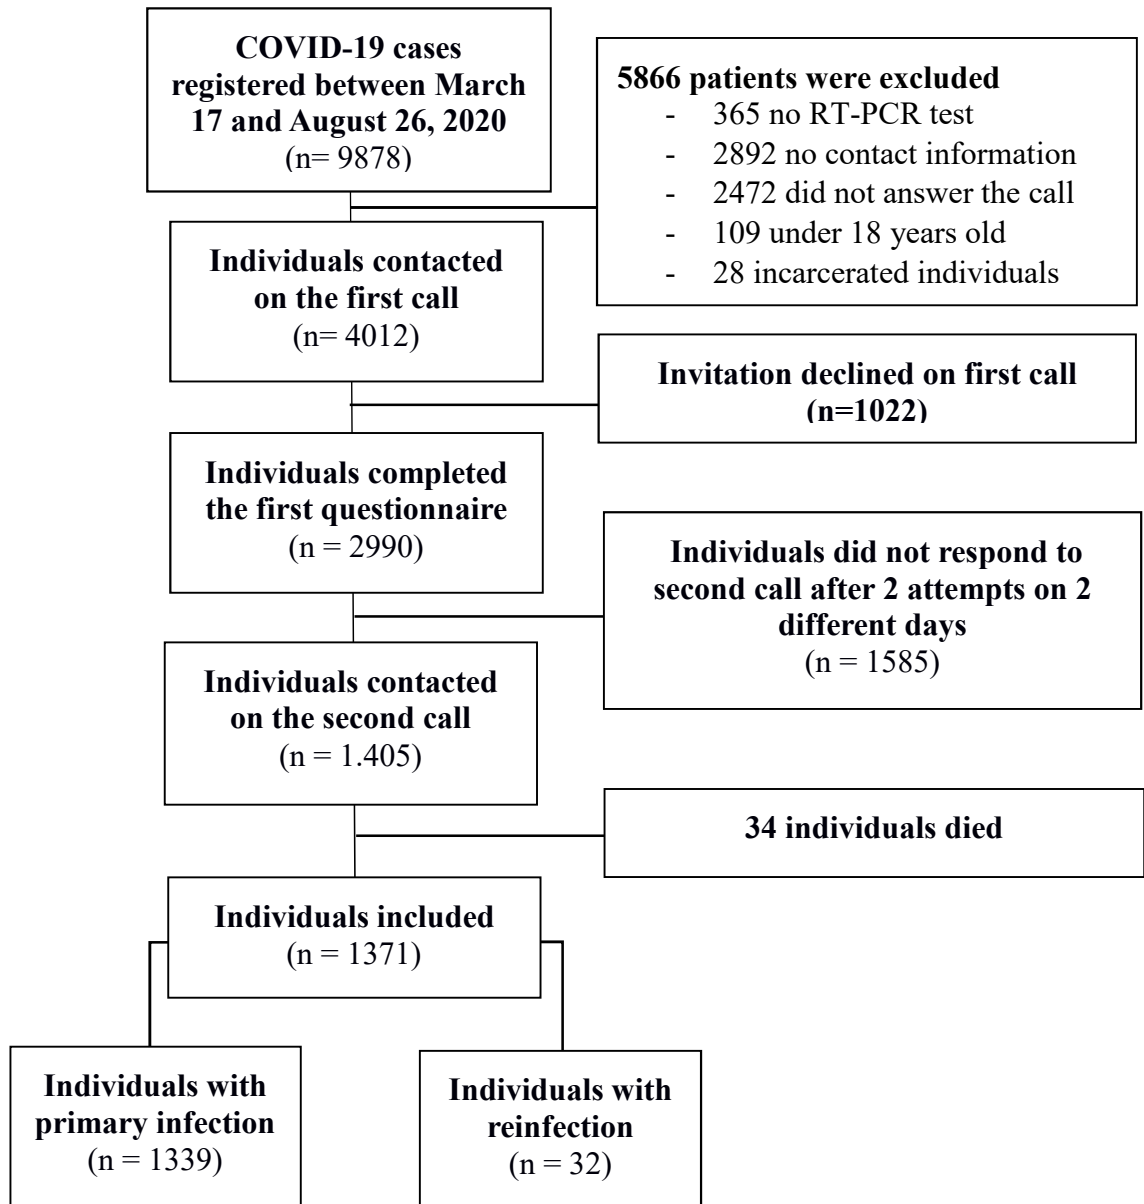 COVID-19 cases
registered between March
17 and August 26, 2020
(n= 9878)
5866 patients were excluded
- 365 no RT-PCR test
- 2892 no contact information
- 2472 did not answer the call
- 109 under 18 years old
- 28 incarcerated individuals
Individuals contacted
on the first call
(n= 4012)
Invitation declined on first call
(n=1022)
Individuals completed
the first questionnaire
(n = 2990)
Individuals did not respond to
second call after 2 attempts on 2
different days
(n = 1585)
Individuals contacted
on the second call
(n = 1.405)
34 individuals died
Individuals included
(n = 1371)
Individuals with
primary infection
(n = 1339)
Individuals with
reinfection
(n = 32)